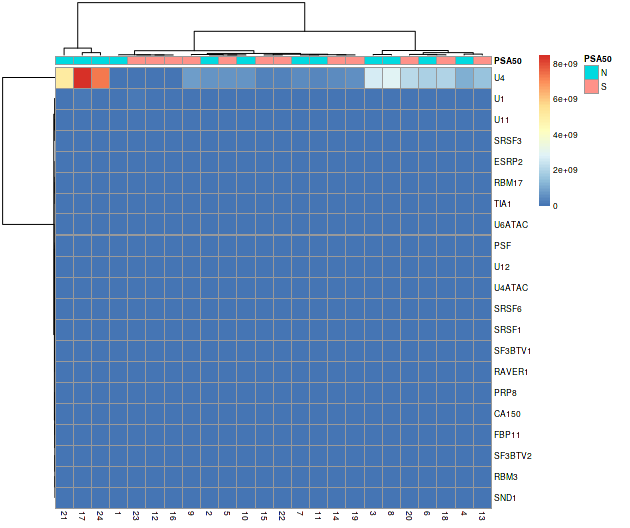 PSA50
PSA50
N
S
8e+09
6e+09
4e+09
2e+09
0
U4
U1
U11
SRSF3
ESRP2
RBM17
TIA1
U6ATAC
PSF
U12
U4ATAC
SRSF6
SRSF1
SF3BTV1
RAVER1
PRP8
CA150
FBP11
SF3BTV2
RBM3
SND1
21 17 24 1 23 12 16 9 2 5 10 15 22 7 11 14 19 3 8 20 6 18 4 13